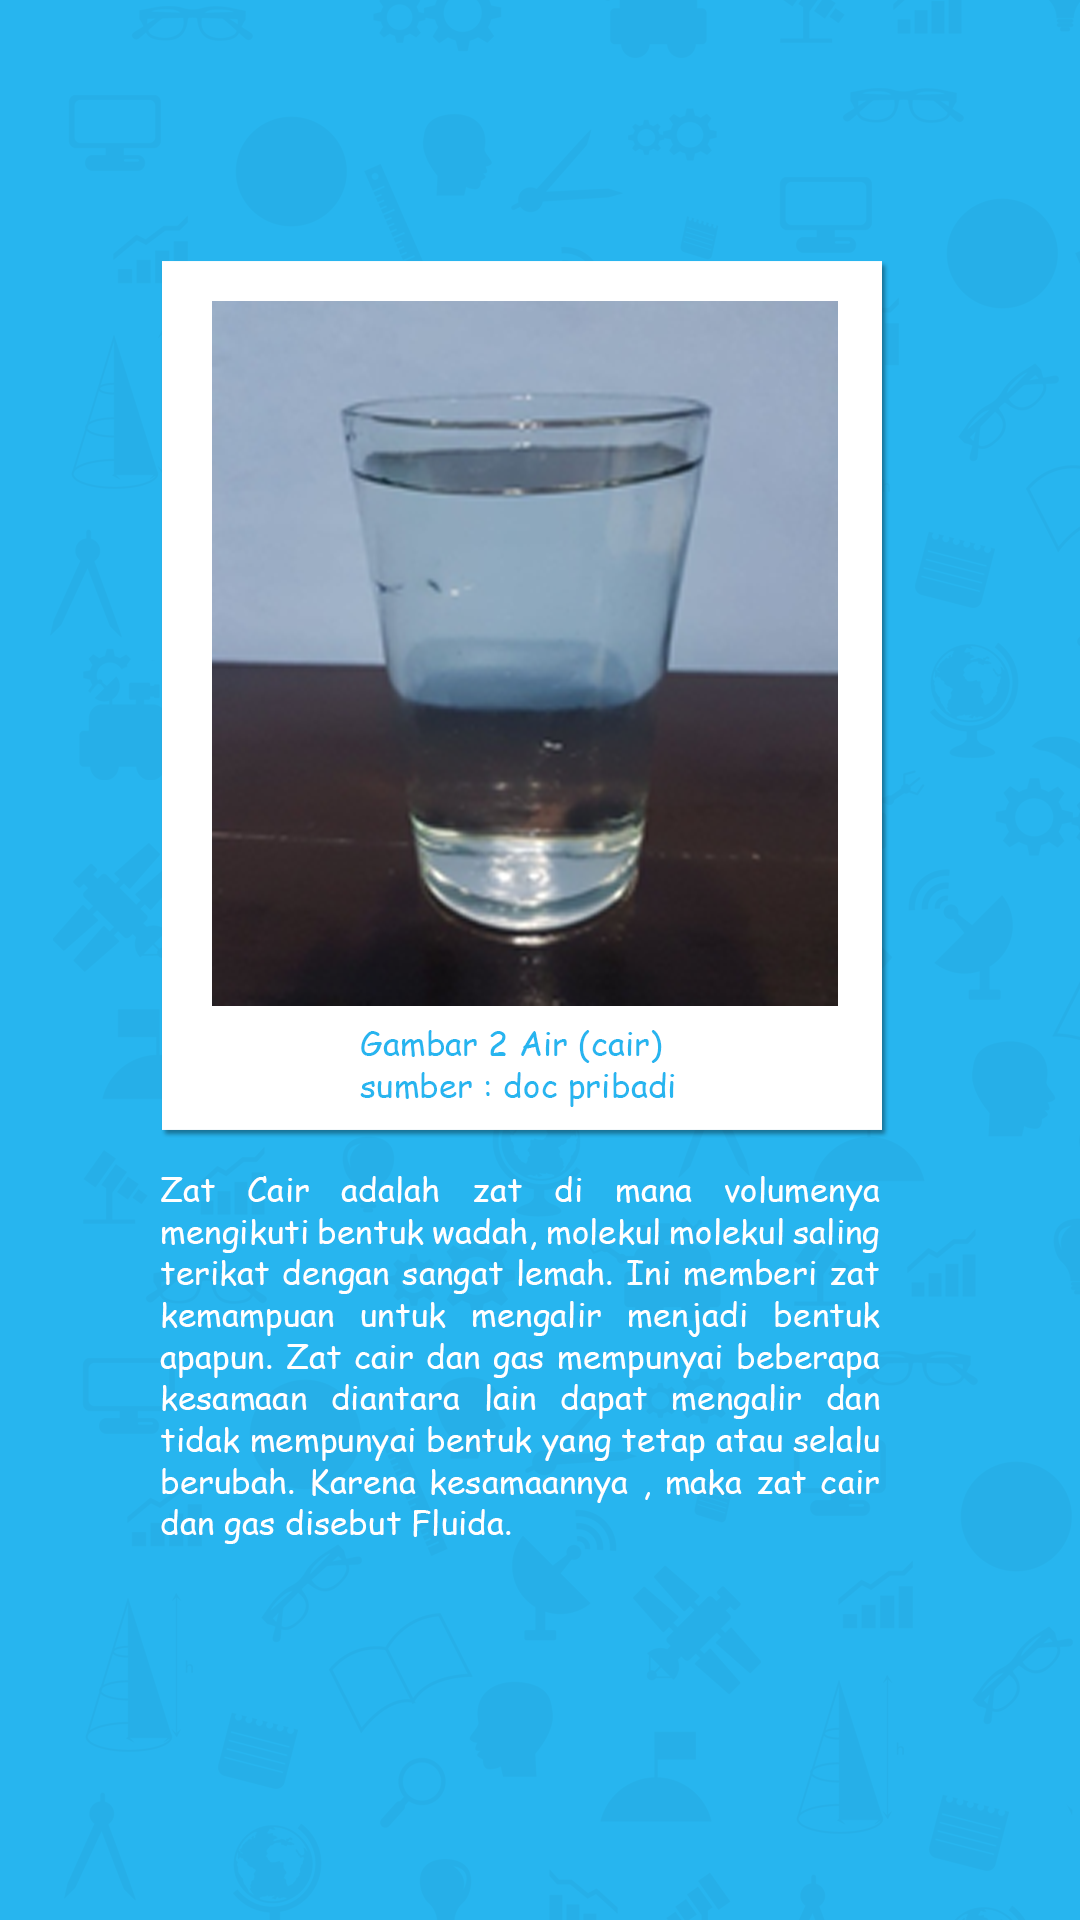 Gambar 2 Air (cair)
sumber : doc pribadi
Zat Cair adalah zat di mana volumenya
mengikuti bentuk wadah, molekul molekul saling
terikat dengan sangat lemah. Ini memberi zat
kemampuan untuk mengalir menjadi bentuk
apapun. Zat cair dan gas mempunyai beberapa
kesamaan diantara lain dapat mengalir dan
tidak mempunyai bentuk yang tetap atau selalu
berubah. Karena kesamaannya , maka zat cair
dan gas disebut Fluida.